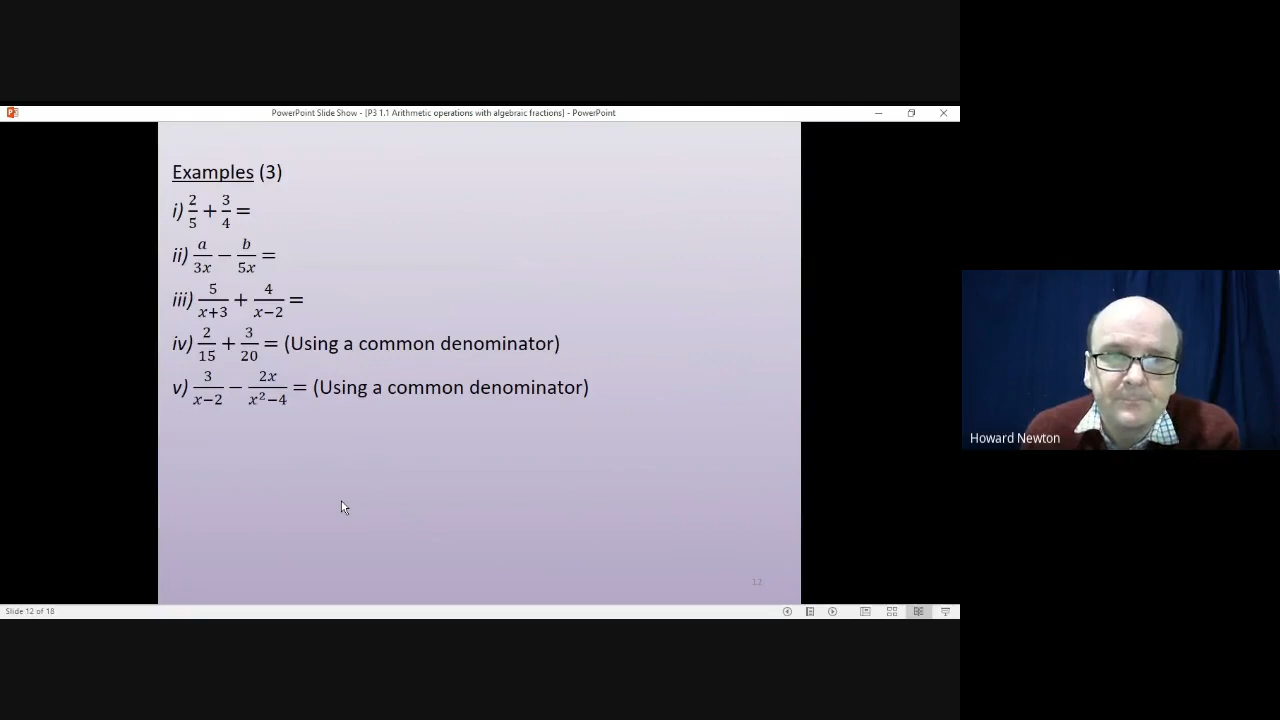 PowerPoint Slide Show - [P3 1.1 Arithmetic operations with algebraic fractions] - PowerPoint
Examples (3)
i) 2/5 + 3/4 =
ii) a/3x − b/5x =
iii) 5/(x+3) + 4/(x−2) =
iv) 2/15 + 3/20 = (Using a common denominator)
v) 3/(x−2) − 2x/(x²−4) = (Using a common denominator)
Howard Newton
12
Slide 12 of 18